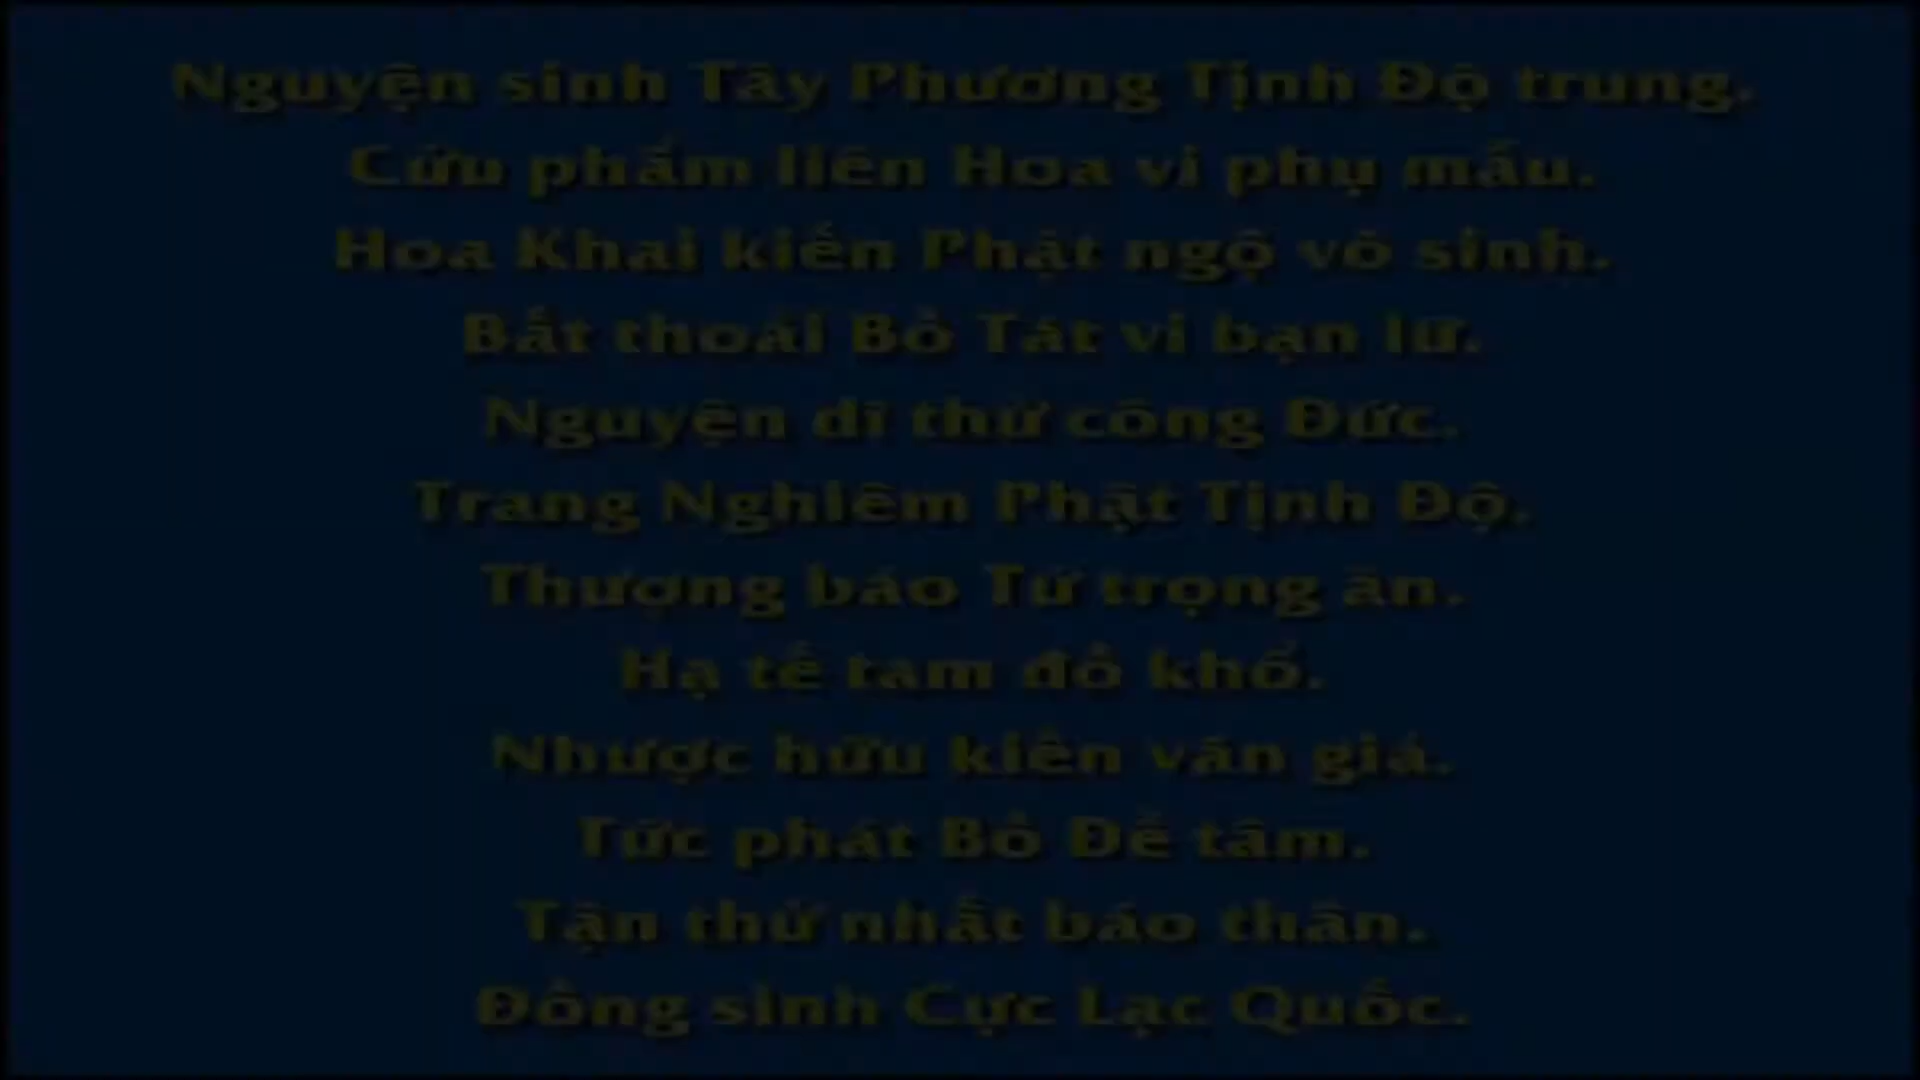 Nguyện sinh Tây Phương Tịnh Độ trung.
Cửu phẩm liên Hoa vi phụ mẫu.
Hoa Khai kiến Phật ngộ vô sinh.
Bất thoái Bồ Tát vi bạn lữ.
Nguyện dĩ thử công Đức.
Trang Nghiêm Phật Tịnh Độ.
Thượng báo Tứ trọng ân.
Hạ tế tam đồ khổ.
Nhược hữu kiến văn giả.
Tức phát Bồ Đề tâm.
Tận thử nhất báo thân.
Đồng sinh Cực Lạc Quốc.